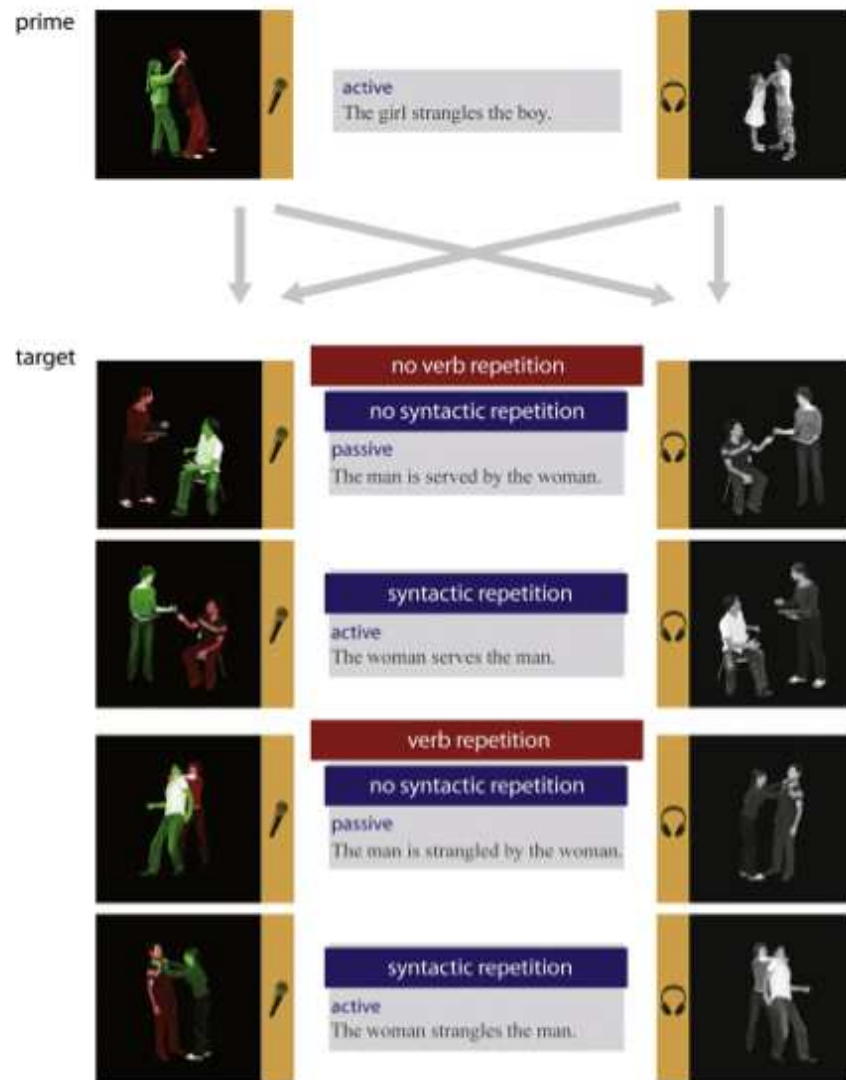 prime
active
The girl strangles the boy.
target
no verb repetition
no syntactic repetition
passive
The man is served by the woman.
syntactic repetition
active
The woman serves the man.
verb repetition
no syntactic repetition
passive
The man is strangled by the woman.
syntactic repetition
active
The woman strangles the man.